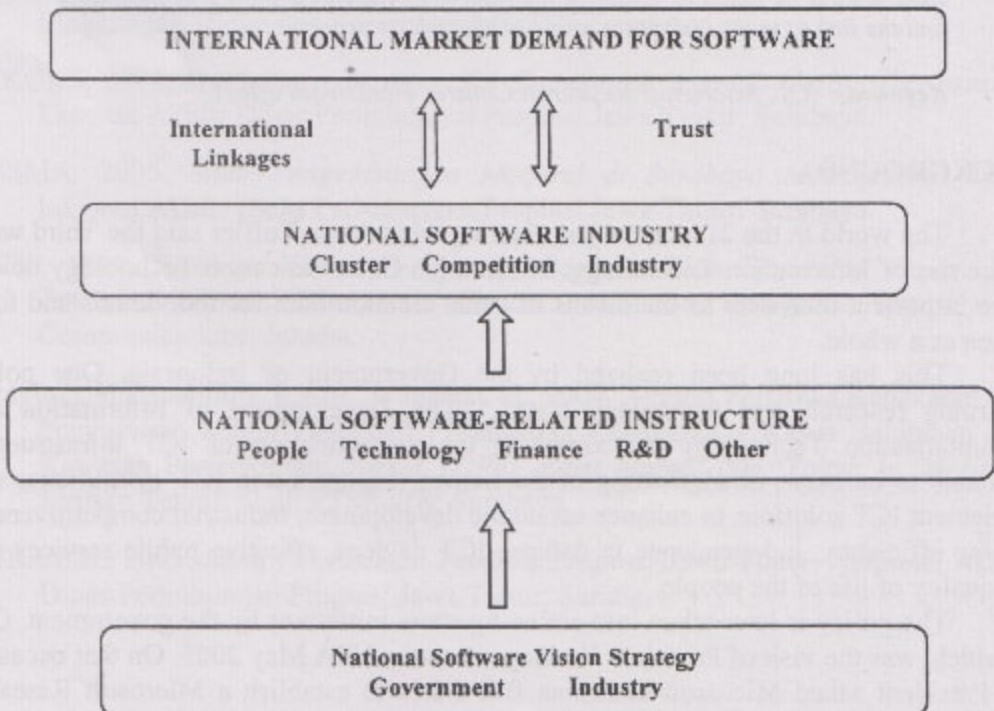 INTERNATIONAL MARKET DEMAND FOR SOFTWARE
International Linkages
Trust
NATIONAL SOFTWARE INDUSTRY
Cluster Competition Industry
NATIONAL SOFTWARE-RELATED INSTRUCTURE
People Technology Finance R&D Other
National Software Vision Strategy
Government Industry